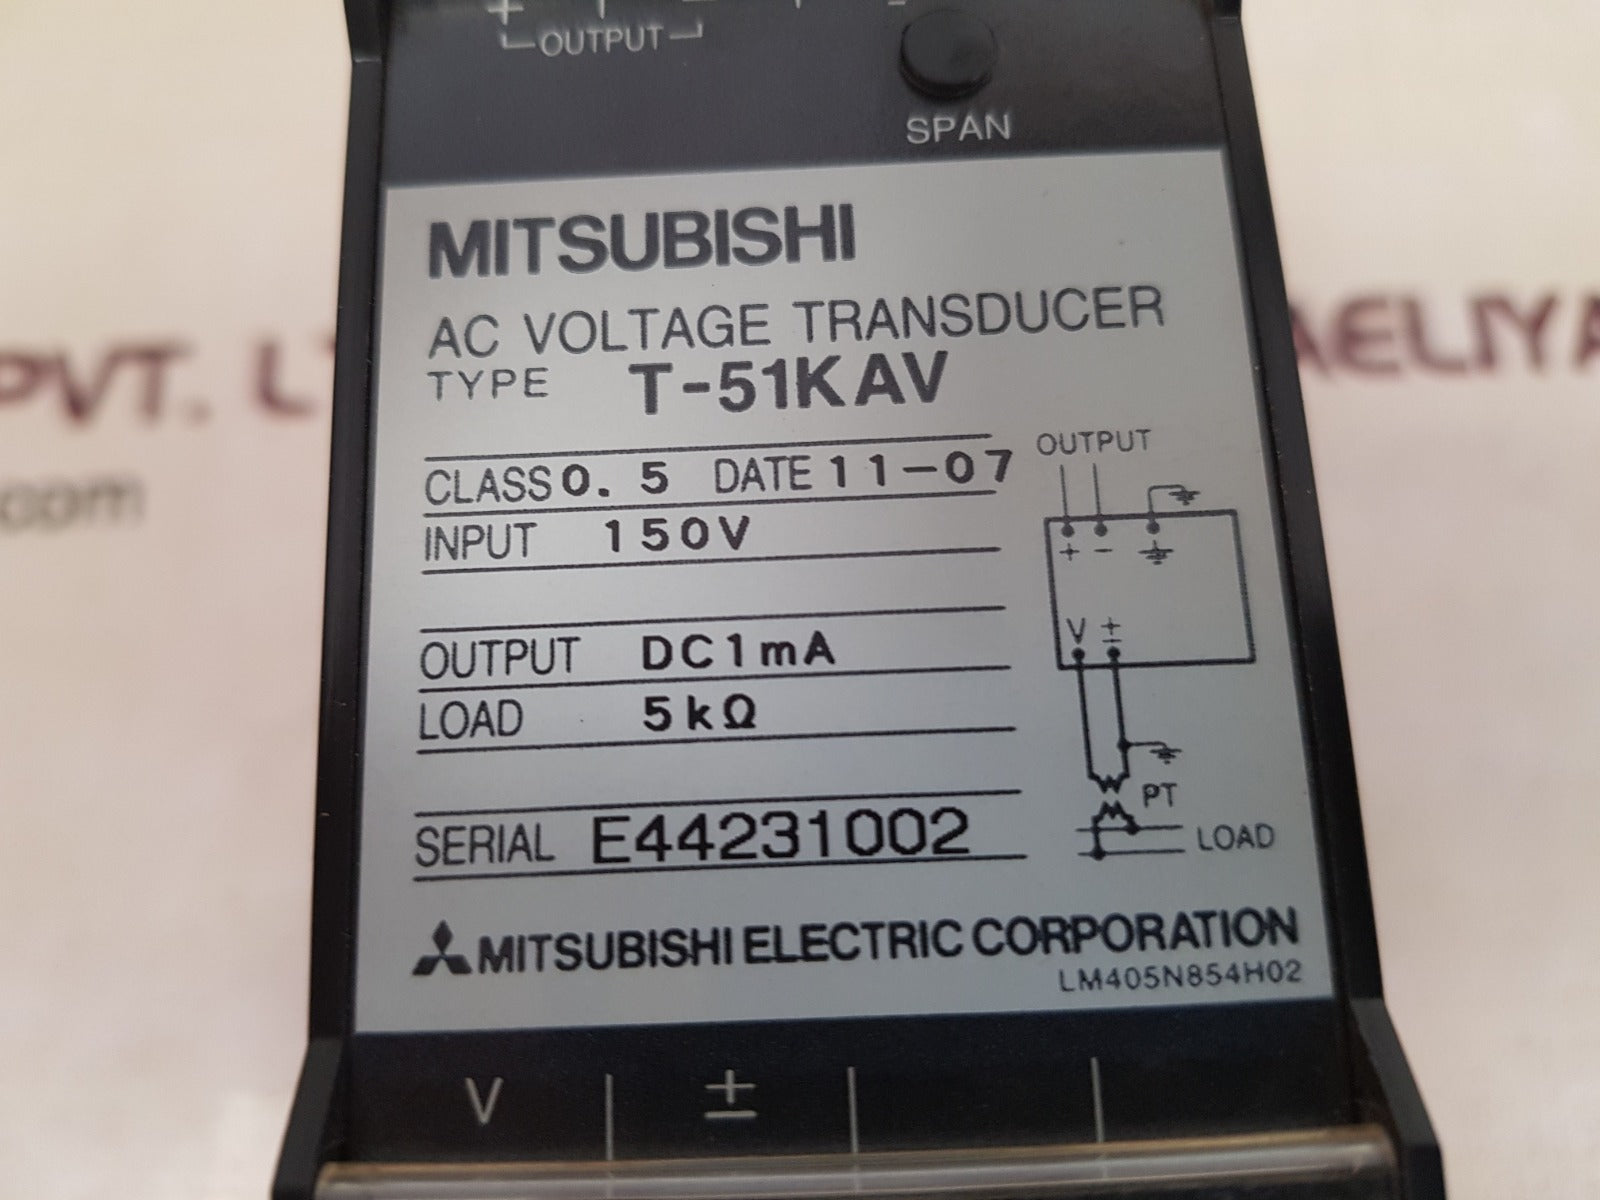 + −
OUTPUT
SPAN
MITSUBISHI
AC VOLTAGE TRANSDUCER
TYPE T-51KAV
CLASS 0.5 DATE 11-07
INPUT 150V
OUTPUT DC1mA
LOAD 5kΩ
SERIAL E44231002
OUTPUT
+ −
V ±
PT
LOAD
MITSUBISHI ELECTRIC CORPORATION
LM405N854H02
V ±
PVT.
AELIYA
com